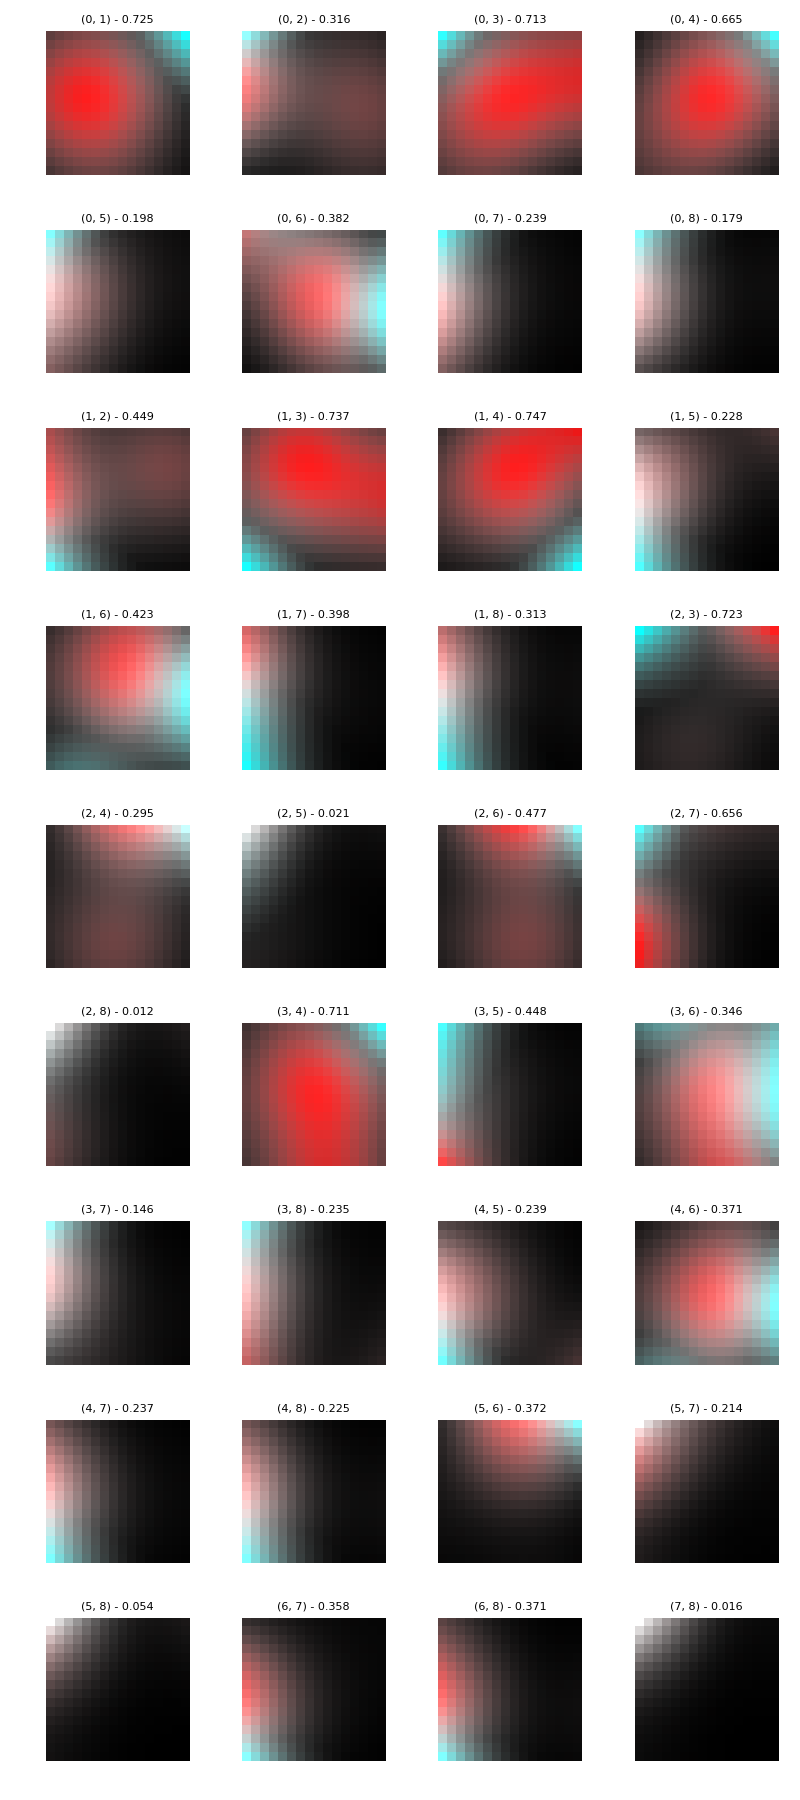 (0, 1) - 0.725 (0, 2) - 0.316 (0, 3) - 0.713 (0, 4) - 0.665
(0, 5) - 0.198 (0, 6) - 0.382 (0, 7) - 0.239 (0, 8) - 0.179
(1, 2) - 0.449 (1, 3) - 0.737 (1, 4) - 0.747 (1, 5) - 0.228
(1, 6) - 0.423 (1, 7) - 0.398 (1, 8) - 0.313 (2, 3) - 0.723
(2, 4) - 0.295 (2, 5) - 0.021 (2, 6) - 0.477 (2, 7) - 0.656
(2, 8) - 0.012 (3, 4) - 0.711 (3, 5) - 0.448 (3, 6) - 0.346
(3, 7) - 0.146 (3, 8) - 0.235 (4, 5) - 0.239 (4, 6) - 0.371
(4, 7) - 0.237 (4, 8) - 0.225 (5, 6) - 0.372 (5, 7) - 0.214
(5, 8) - 0.054 (6, 7) - 0.358 (6, 8) - 0.371 (7, 8) - 0.016